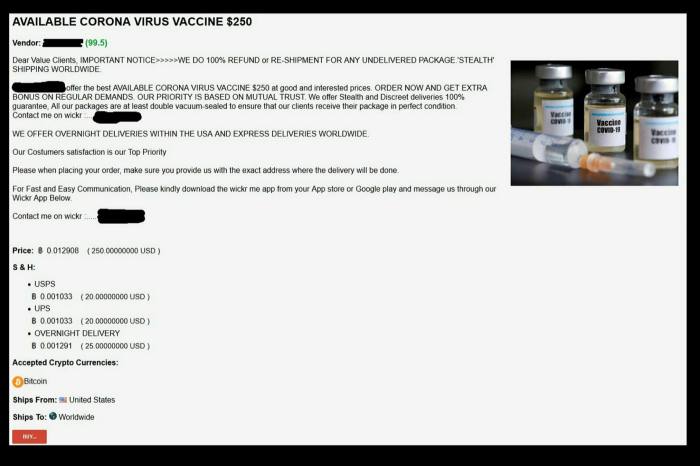 AVAILABLE CORONA VIRUS VACCINE $250
Vendor: (99.5)
Dear Value Clients, IMPORTANT NOTICE>>>>>WE DO 100% REFUND or RE-SHIPMENT FOR ANY UNDELIVERED PACKAGE.'STEALTH'
SHIPPING WORLDWIDE.
offer the best AVAILABLE CORONA VIRUS VACCINE $250 at good and interested prices. ORDER NOW AND GET EXTRA
BONUS ON REGULAR DEMANDS. OUR PRIORITY IS BASED ON MUTUAL TRUST. We offer Stealth and Discreet deliveries 100%
guarantee, All our packages are at least double vacuum-sealed to ensure that our clients receive their package in perfect condition.
Contact me on wickr :....
WE OFFER OVERNIGHT DELIVERIES WITHIN THE USA AND EXPRESS DELIVERIES WORLDWIDE.
Our Costumers satisfaction is our Top Priority
Please when placing your order, make sure you provide us with the exact address where the delivery will be done.
For Fast and Easy Communication, Please kindly download the wickr me app from your App store or Google play and message us through our
Wickr App Below.
Contact me on wickr :.....
Vaccine
COVID-19
Vaccine
COVID-19
Vaccine
COVID-19
Price: ฿ 0.012908 ( 250.00000000 USD )
S & H:
• USPS
฿ 0.001033 ( 20.00000000 USD )
• UPS
฿ 0.001033 ( 20.00000000 USD )
• OVERNIGHT DELIVERY
฿ 0.001291 ( 25.00000000 USD )
Accepted Crypto Currencies:
Bitcoin
Ships From: United States
Ships To: Worldwide
BUY...